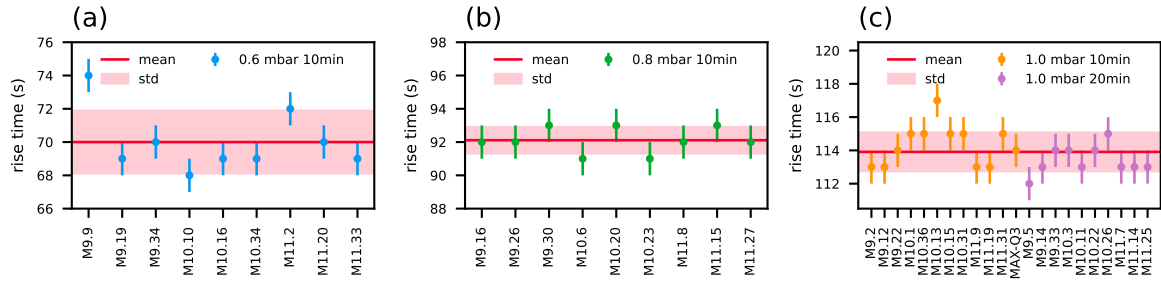 (a)
rise time (s)
76
74
72
70
68
66
mean
std
0.6 mbar 10min
M9.9
M9.19
M9.34
M10.10
M10.16
M10.34
M11.2
M11.20
M11.33
(b)
rise time (s)
98
96
94
92
90
88
mean
std
0.8 mbar 10min
M9.16
M9.26
M9.30
M10.6
M10.20
M10.23
M11.8
M11.15
M11.27
(c)
rise time (s)
120
118
116
114
112
mean
std
1.0 mbar 10min
1.0 mbar 20min
M9.2
M9.12
M9.22
M10.1
M10.36
M10.13
M10.15
M10.31
M11.9
M11.19
M11.31
MAX-Q3
M9.5
M9.14
M9.33
M10.3
M10.11
M10.22
M10.26
M11.7
M11.14
M11.25